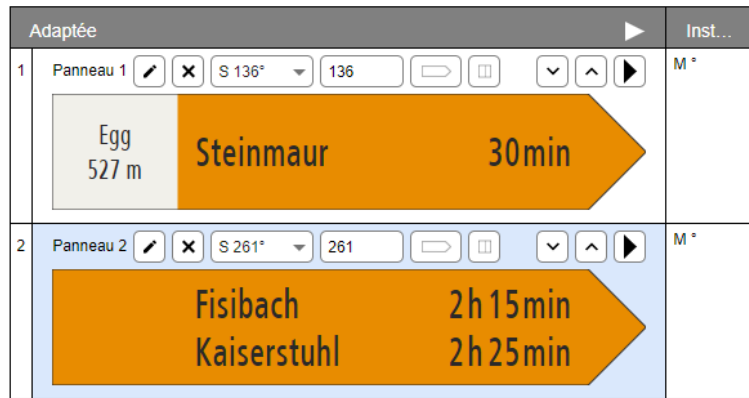 Adaptée ▶ Inst...
1 Panneau 1 S 136° 136 M °
Egg
527 m
Steinmaur 30min
2 Panneau 2 S 261° 261 M °
Fisibach 2h15min
Kaiserstuhl 2h25min